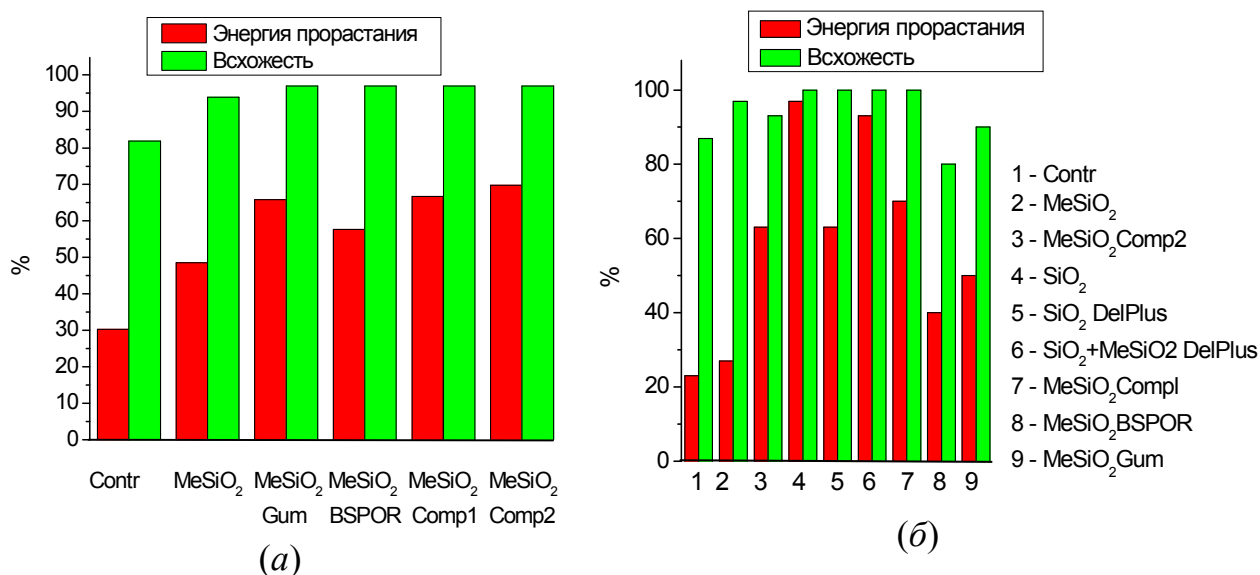 Энергия прорастания
Всхожесть
100
90
80
70
60
50
40
30
20
10
0
%
Contr
MeSiO2
MeSiO2 Gum
MeSiO2 BSPOR
MeSiO2 Comp1
MeSiO2 Comp2
(а)
Энергия прорастания
Всхожесть
100
80
60
40
20
0
%
1 2 3 4 5 6 7 8 9
1 - Contr
2 - MeSiO2
3 - MeSiO2Comp2
4 - SiO2
5 - SiO2 DelPlus
6 - SiO2+MeSiO2 DelPlus
7 - MeSiO2Compl
8 - MeSiO2BSPOR
9 - MeSiO2Gum
(б)